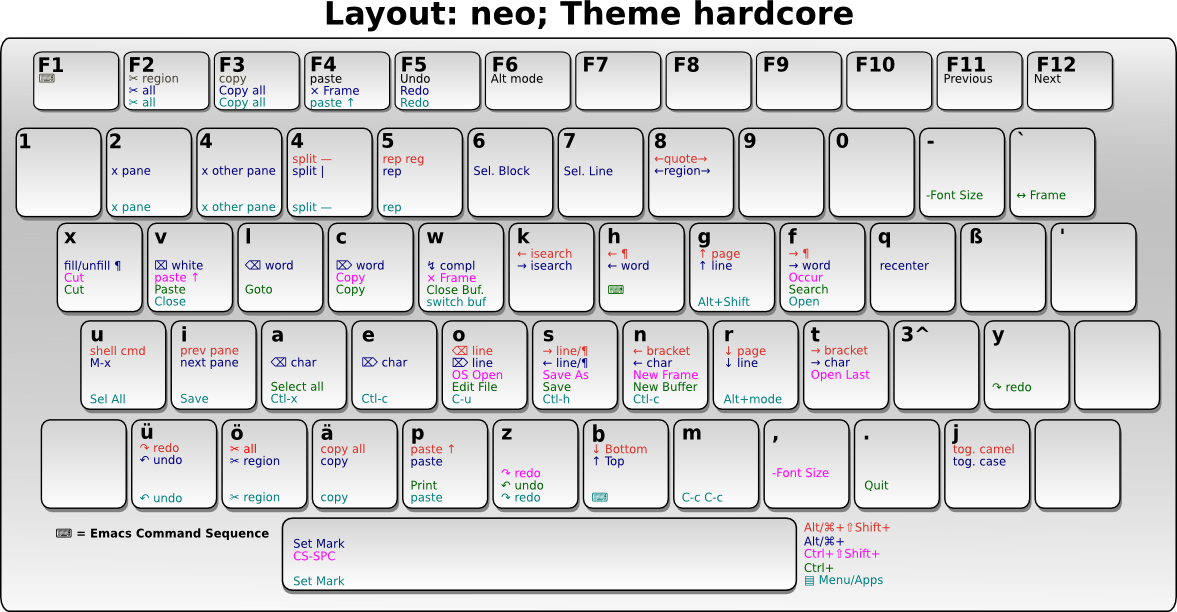 Layout: neo; Theme hardcore
F1
⌨
F2
✂ region
✂ all
✂ all
F3
copy
Copy all
Copy all
F4
paste
× Frame
paste ↑
F5
Undo
Redo
Redo
F6
Alt mode
F7
F8
F9
F10
F11
Previous
F12
Next
1
2
x pane
x pane
4
x other pane
x other pane
4
split —
split |
split —
5
rep reg
rep
rep
6
Sel. Block
7
Sel. Line
8
←quote→
←region→
9
0
-
-Font Size
`
↔ Frame
x
fill/unfill ¶
Cut
Cut
v
⌧ white
paste ↑
Paste
Close
l
⌫ word
Goto
c
⌦ word
Copy
Copy
w
↯ compl
× Frame
Close Buf.
switch buf
k
← isearch
→ isearch
h
← ¶
← word
⌨
g
↑ page
↑ line
Alt+Shift
f
→ ¶
→ word
Occur
Search
Open
q
recenter
ß
'
u
shell cmd
M-x
Sel All
i
prev pane
next pane
Save
a
⌫ char
Select all
Ctl-x
e
⌦ char
Ctl-c
o
⌫ line
⌦ line
OS Open
Edit File
C-u
s
→ line/¶
← line/¶
Save As
Save
Ctl-h
n
← bracket
← char
New Frame
New Buffer
Ctl-c
r
↓ page
↓ line
Alt+mode
t
→ bracket
→ char
Open Last
3^
y
↷ redo
ü
↷ redo
↶ undo
↶ undo
ö
✂ all
✂ region
✂ region
ä
copy all
copy
copy
p
paste ↑
paste
Print
paste
z
↷ redo
↶ undo
↷ redo
b
↓ Bottom
↑ Top
⌨
m
C-c C-c
,
-Font Size
.
Quit
j
tog. camel
tog. case
⌨ = Emacs Command Sequence
Set Mark
CS-SPC
Set Mark
Alt/⌘+⇧Shift+
Alt/⌘+
Ctrl+⇧Shift+
Ctrl+
▤ Menu/Apps